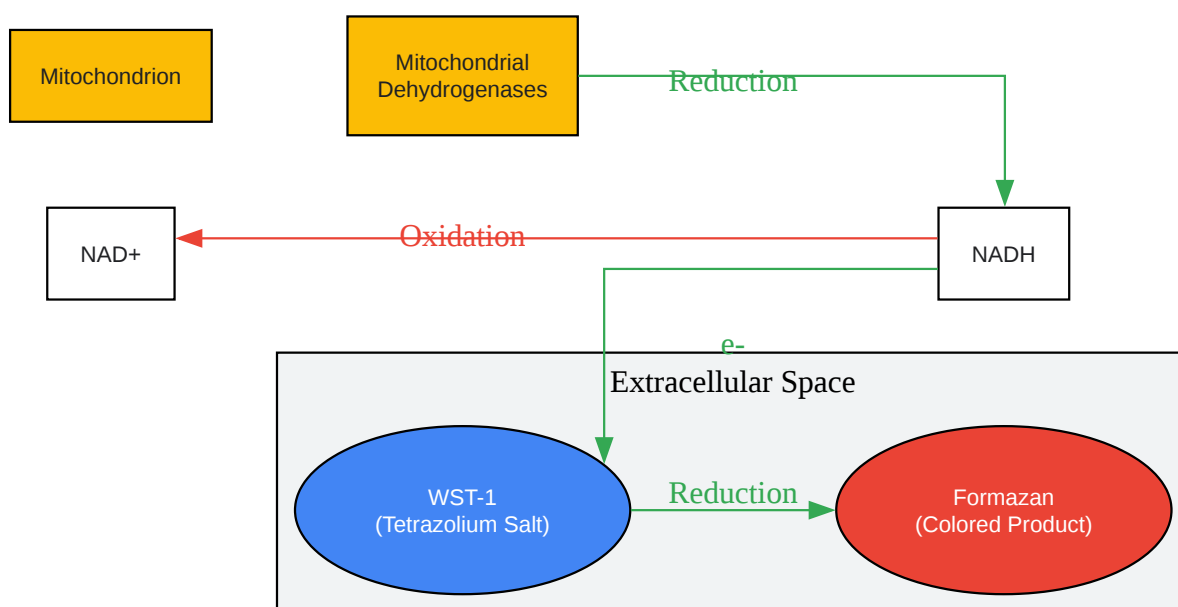 Mitochondrion
Mitochondrial
Dehydrogenases
Reduction
NAD+
Oxidation
NADH
e-
Extracellular Space
WST-1
(Tetrazolium Salt)
Reduction
Formazan
(Colored Product)